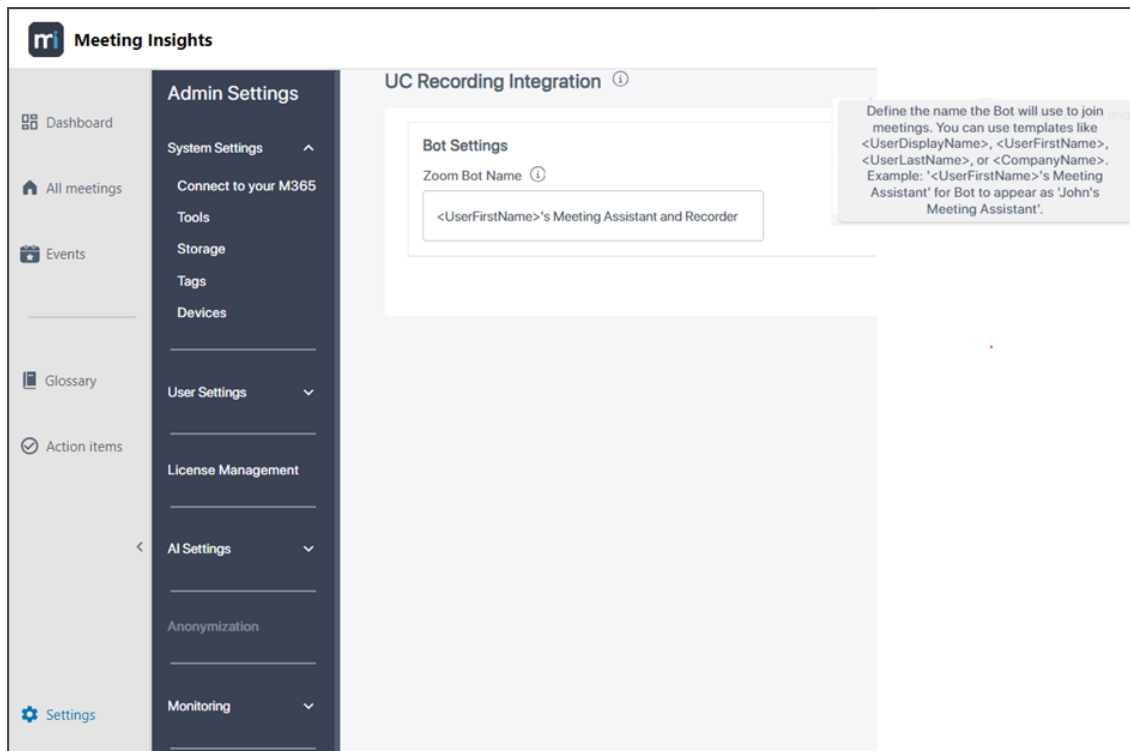 mi Meeting Insights
Dashboard
All meetings
Events
Glossary
Action items
Settings
Admin Settings
System Settings
Connect to your M365
Tools
Storage
Tags
Devices
User Settings
License Management
AI Settings
Anonymization
Monitoring
UC Recording Integration
Bot Settings
Zoom Bot Name
<UserFirstName>'s Meeting Assistant and Recorder
Define the name the Bot will use to join
meetings. You can use templates like
<UserDisplayName>, <UserFirstName>,
<UserLastName>, or <CompanyName>.
Example: '<UserFirstName>'s Meeting
Assistant' for Bot to appear as 'John's
Meeting Assistant'.
and